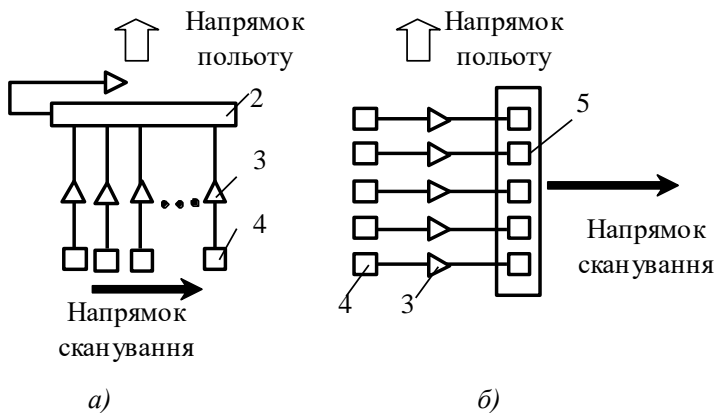 Напрямок
польоту
2
3
4
Напрямок
сканування
а)
Напрямок
польоту
5
Напрямок
сканування
4
3
б)